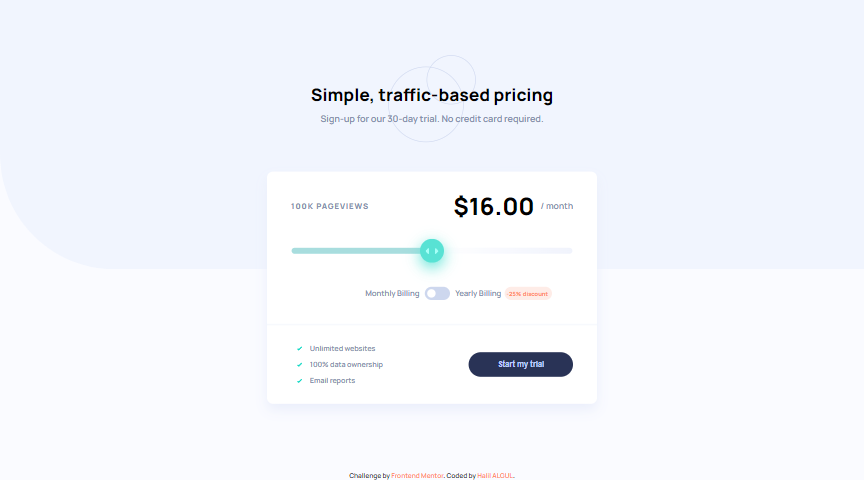 Simple, traffic-based pricing
Sign-up for our 30-day trial. No credit card required.
100K PAGEVIEWS
$16.00 / month
Monthly Billing
Yearly Billing
-25% discount
Unlimited websites
100% data ownership
Email reports
Start my trial
Challenge by Frontend Mentor. Coded by Halil ALOUL.